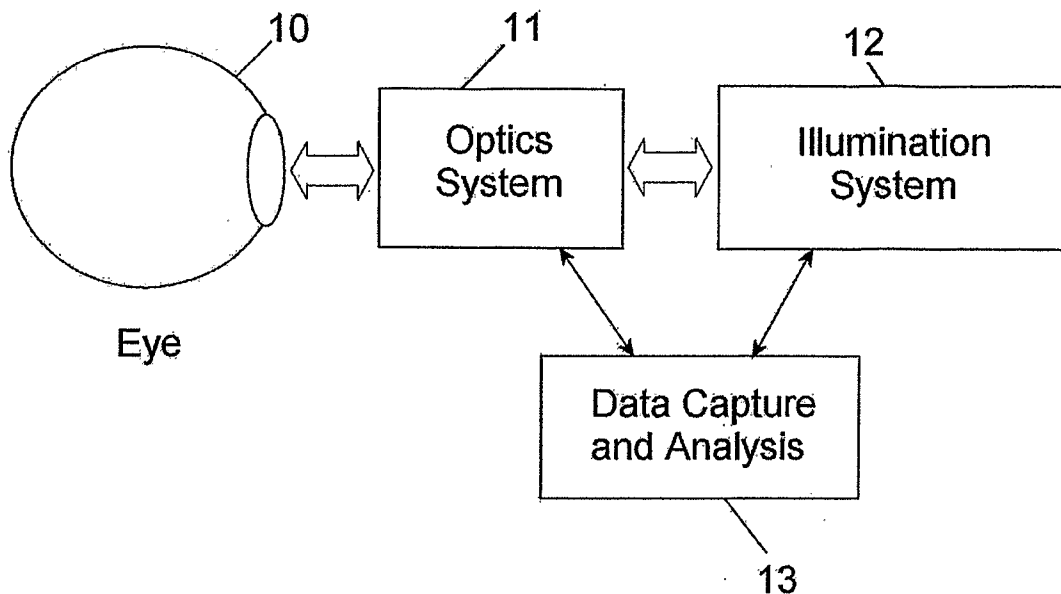 10
11
12
Optics
System
Illumination
System
Eye
Data Capture
and Analysis
13